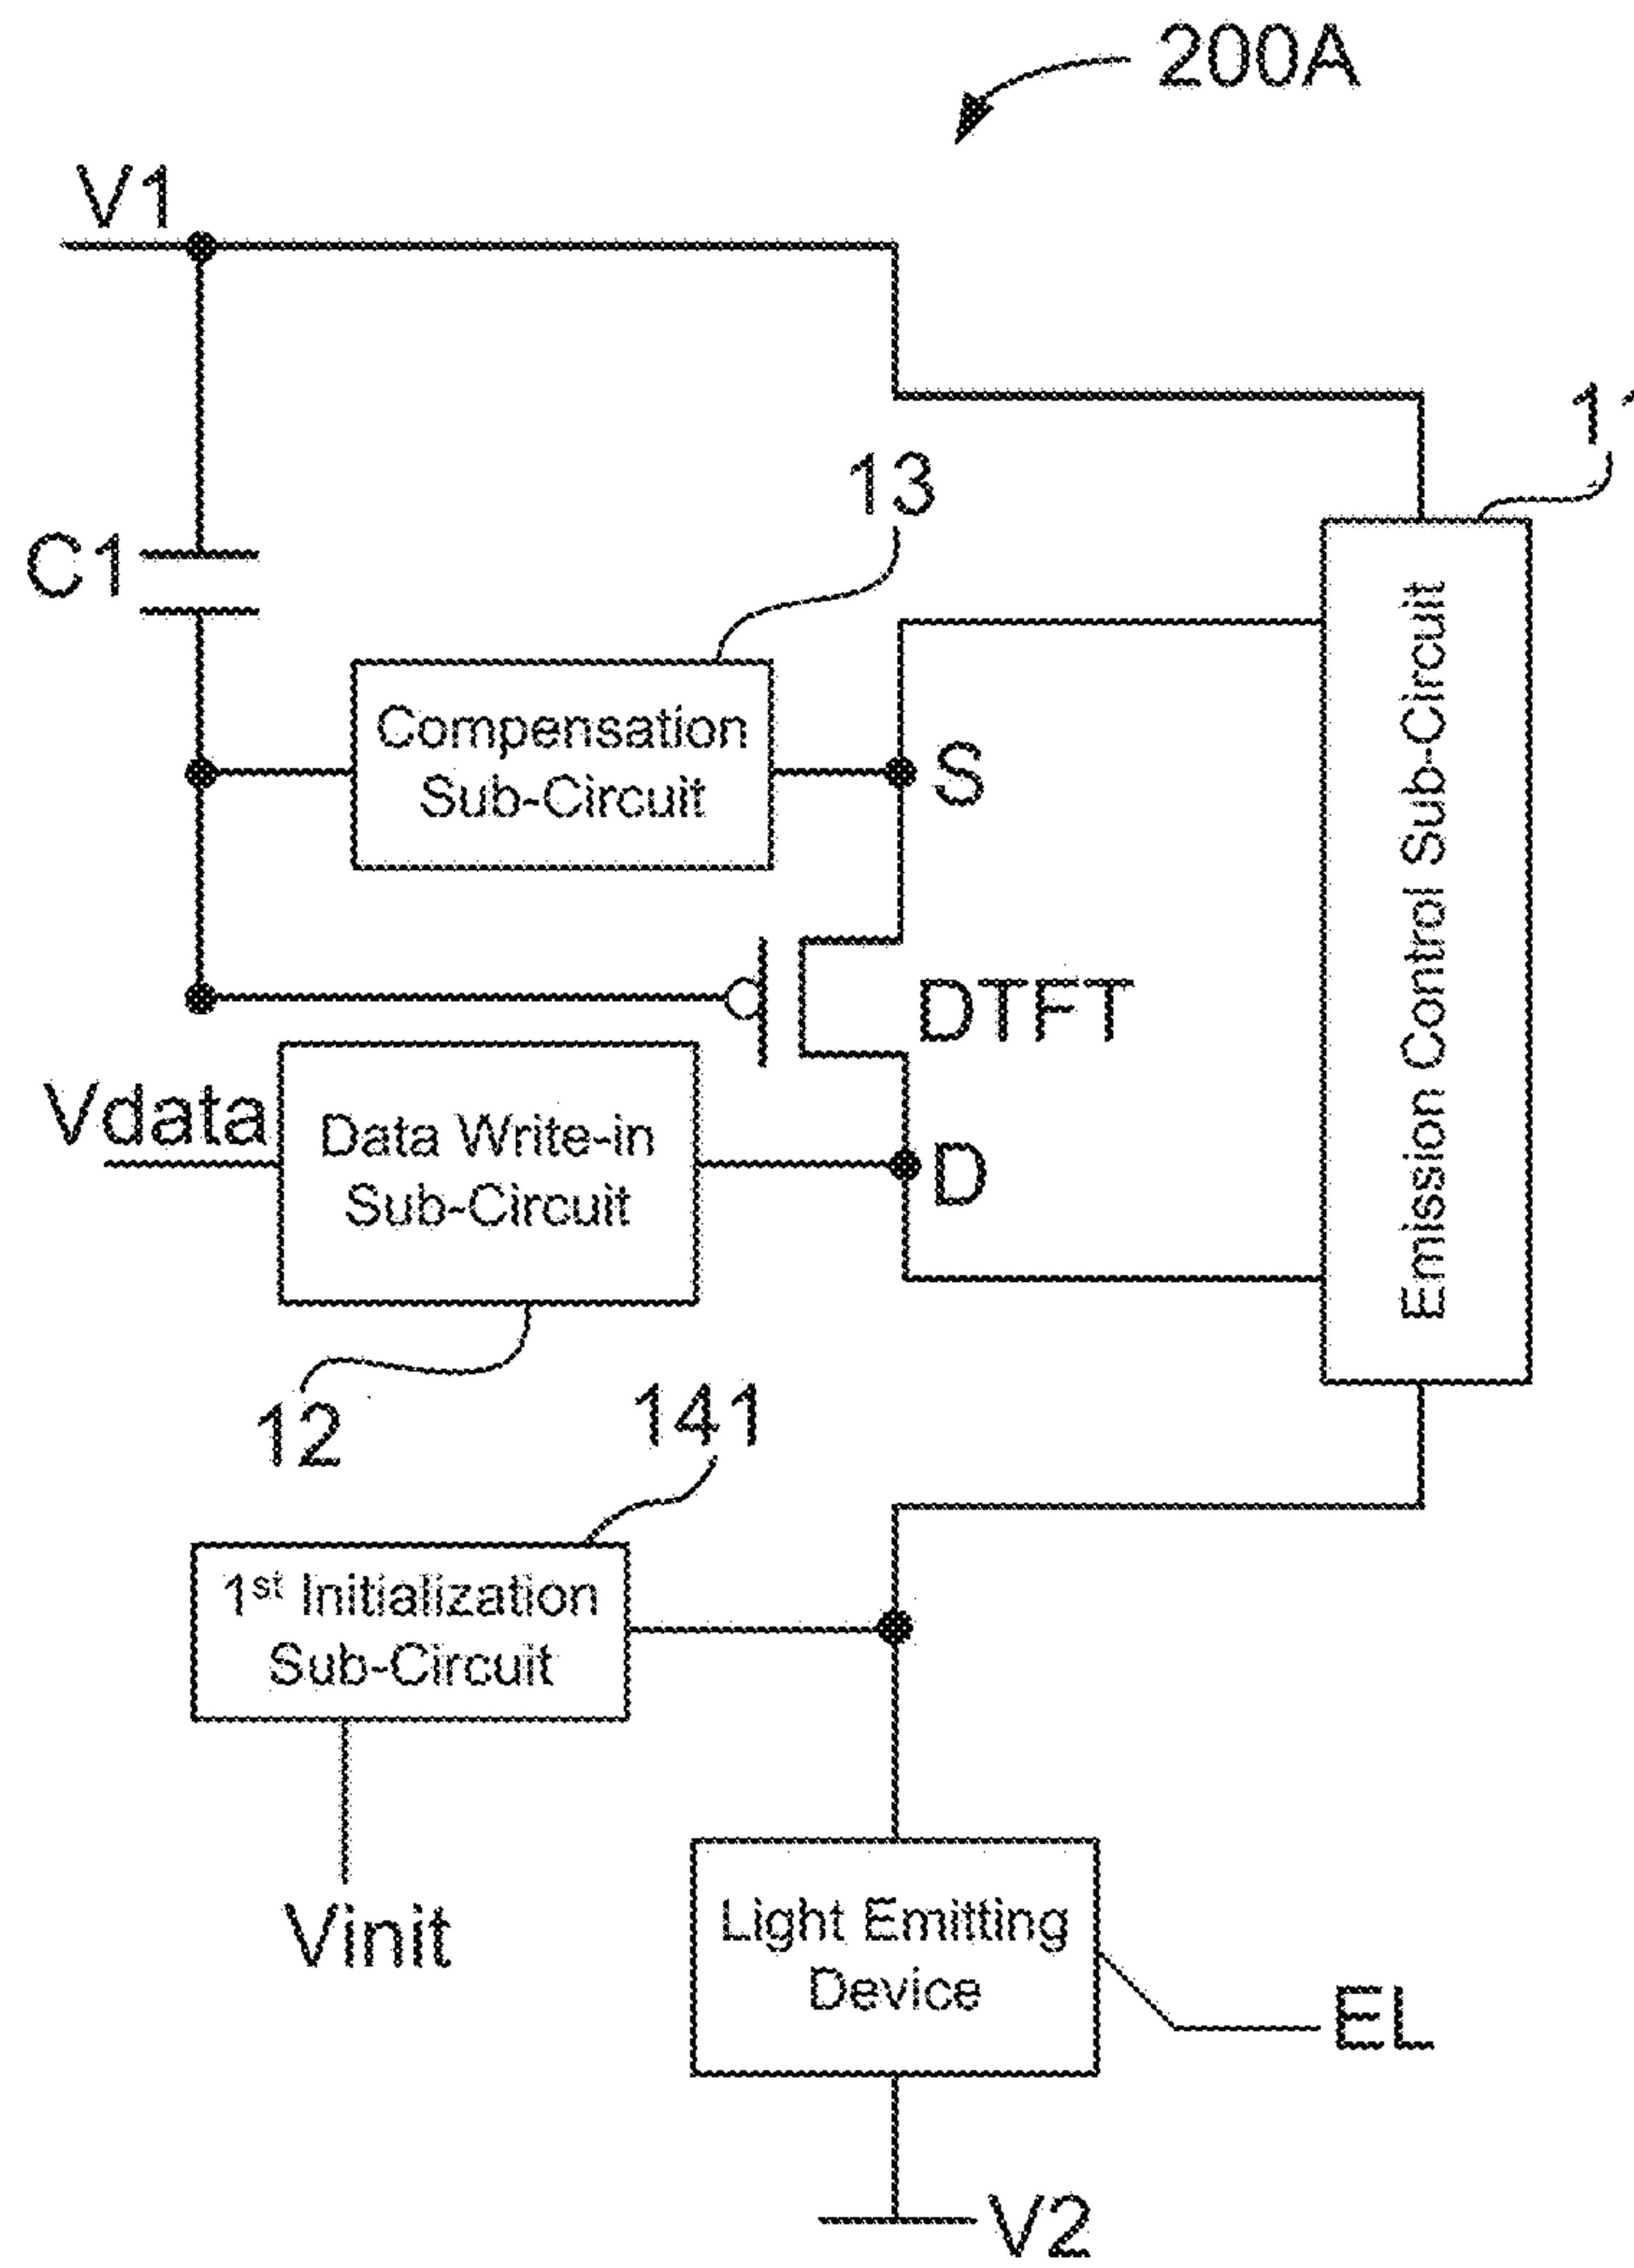 200A
V1
11
13
C1
Compensation
Sub-Circuit
S
Emission Control Sub-Circuit
DTFT
Vdata
Data Write-in
Sub-Circuit
D
12
141
1st Initialization
Sub-Circuit
Vinit
Light Emitting
Device
EL
V2